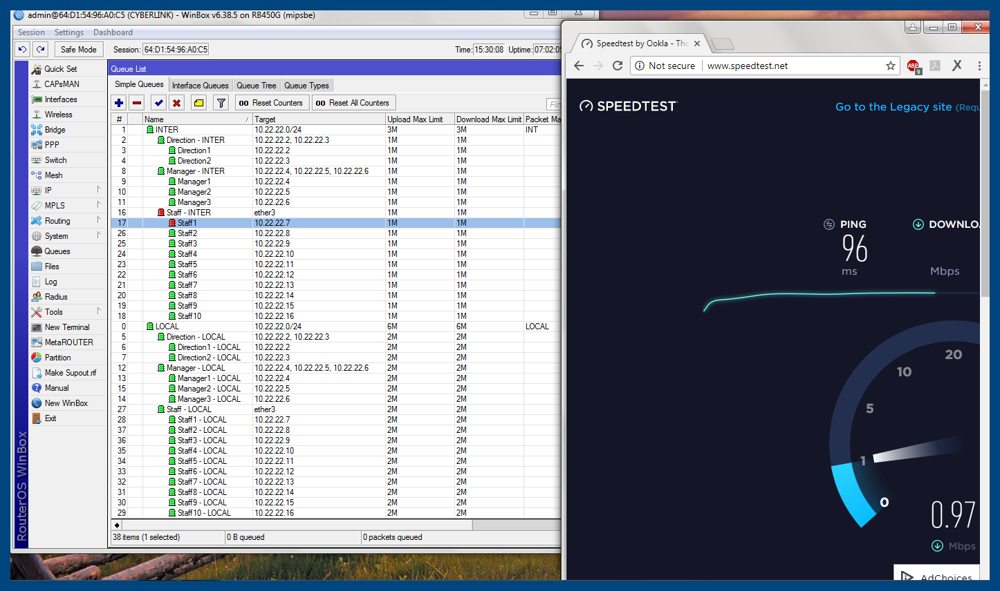 admin@64:D1:54:96:A0:C5 (CYBERLINK) - WinBox v6.38.5 on RB450G (mipsbe)
Session Settings Dashboard
Safe Mode Session: 64:D1:54:96:A0:C5 Time: 15:30:08 Uptime: 07:02:09
Quick Set
CAPsMAN
Interfaces
Wireless
Bridge
PPP
Switch
Mesh
IP
MPLS
Routing
System
Queues
Files
Log
Radius
Tools
New Terminal
MetaROUTER
Partition
Make Supout.rif
Manual
New WinBox
Exit
RouterOS WinBox
Queue List
Simple Queues Interface Queues Queue Tree Queue Types
00 Reset Counters 00 Reset All Counters Fin
# Name Target Upload Max Limit Download Max Limit Packet Ma
1 INTER 10.22.22.0/24 3M 3M INT
2 Direction - INTER 10.22.22.2, 10.22.22.3 1M 1M
3 Direction1 10.22.22.2 1M 1M
4 Direction2 10.22.22.3 1M 1M
8 Manager - INTER 10.22.22.4, 10.22.22.5, 10.22.22.6 1M 1M
9 Manager1 10.22.22.4 1M 1M
10 Manager2 10.22.22.5 1M 1M
11 Manager3 10.22.22.6 1M 1M
16 Staff - INTER ether3 1M 1M
17 Staff1 10.22.22.7 1M 1M
26 Staff2 10.22.22.8 1M 1M
25 Staff3 10.22.22.9 1M 1M
24 Staff4 10.22.22.10 1M 1M
23 Staff5 10.22.22.11 1M 1M
22 Staff6 10.22.22.12 1M 1M
21 Staff7 10.22.22.13 1M 1M
20 Staff8 10.22.22.14 1M 1M
19 Staff9 10.22.22.15 1M 1M
18 Staff10 10.22.22.16 1M 1M
0 LOCAL 10.22.22.0/24 6M 6M LOCAL
5 Direction - LOCAL 10.22.22.2, 10.22.22.3 2M 2M
6 Direction1 - LOCAL 10.22.22.2 2M 2M
7 Direction2 - LOCAL 10.22.22.3 2M 2M
12 Manager - LOCAL 10.22.22.4, 10.22.22.5, 10.22.22.6 2M 2M
13 Manager1 - LOCAL 10.22.22.4 2M 2M
15 Manager2 - LOCAL 10.22.22.5 2M 2M
14 Manager3 - LOCAL 10.22.22.6 2M 2M
27 Staff - LOCAL ether3 2M 2M
28 Staff1 - LOCAL 10.22.22.7 2M 2M
37 Staff2 - LOCAL 10.22.22.8 2M 2M
36 Staff3 - LOCAL 10.22.22.9 2M 2M
35 Staff4 - LOCAL 10.22.22.10 2M 2M
34 Staff5 - LOCAL 10.22.22.11 2M 2M
33 Staff6 - LOCAL 10.22.22.12 2M 2M
32 Staff7 - LOCAL 10.22.22.13 2M 2M
31 Staff8 - LOCAL 10.22.22.14 2M 2M
30 Staff9 - LOCAL 10.22.22.15 2M 2M
29 Staff10 - LOCAL 10.22.22.16 2M 2M
38 items (1 selected) 0 B queued 0 packets queued
Speedtest by Ookla - The
Not secure www.speedtest.net ABP 9
SPEEDTEST Go to the Legacy site (Requ
PING DOWNLOA
96
ms Mbps
20
10
5
1
0
0.97
Mbps
AdChoices